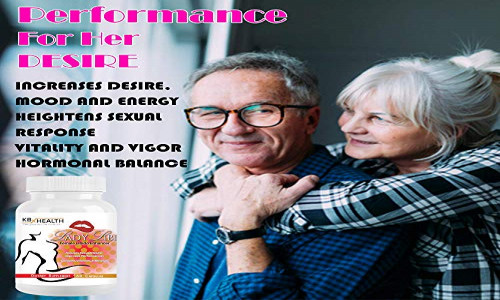 Performance
For Her
DESIRE
INCREASES DESIRE,
MOOD AND ENERGY
HEIGHTENS SEXUAL
RESPONSE
VITALITY AND VIGOR
HORMONAL BALANCE
KB HEALTH
LADY